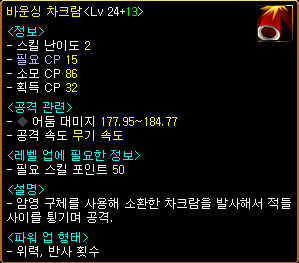 바운싱 차크람<Lv 24+13>
<정보>
- 스킬 난이도 2
- 필요 CP 15
- 소모 CP 86
- 획득 CP 32
<공격 관련>
- ◆ 어둠 대미지 177.95~184.77
- 공격 속도 무기 속도
<레벨 업에 필요한 정보>
- 필요 스킬 포인트 50
<설명>
- 암영 구체를 사용해 소환한 차크람을 발사해서 적들
사이를 튕기며 공격.
<파워 업 형태>
- 위력, 반사 횟수